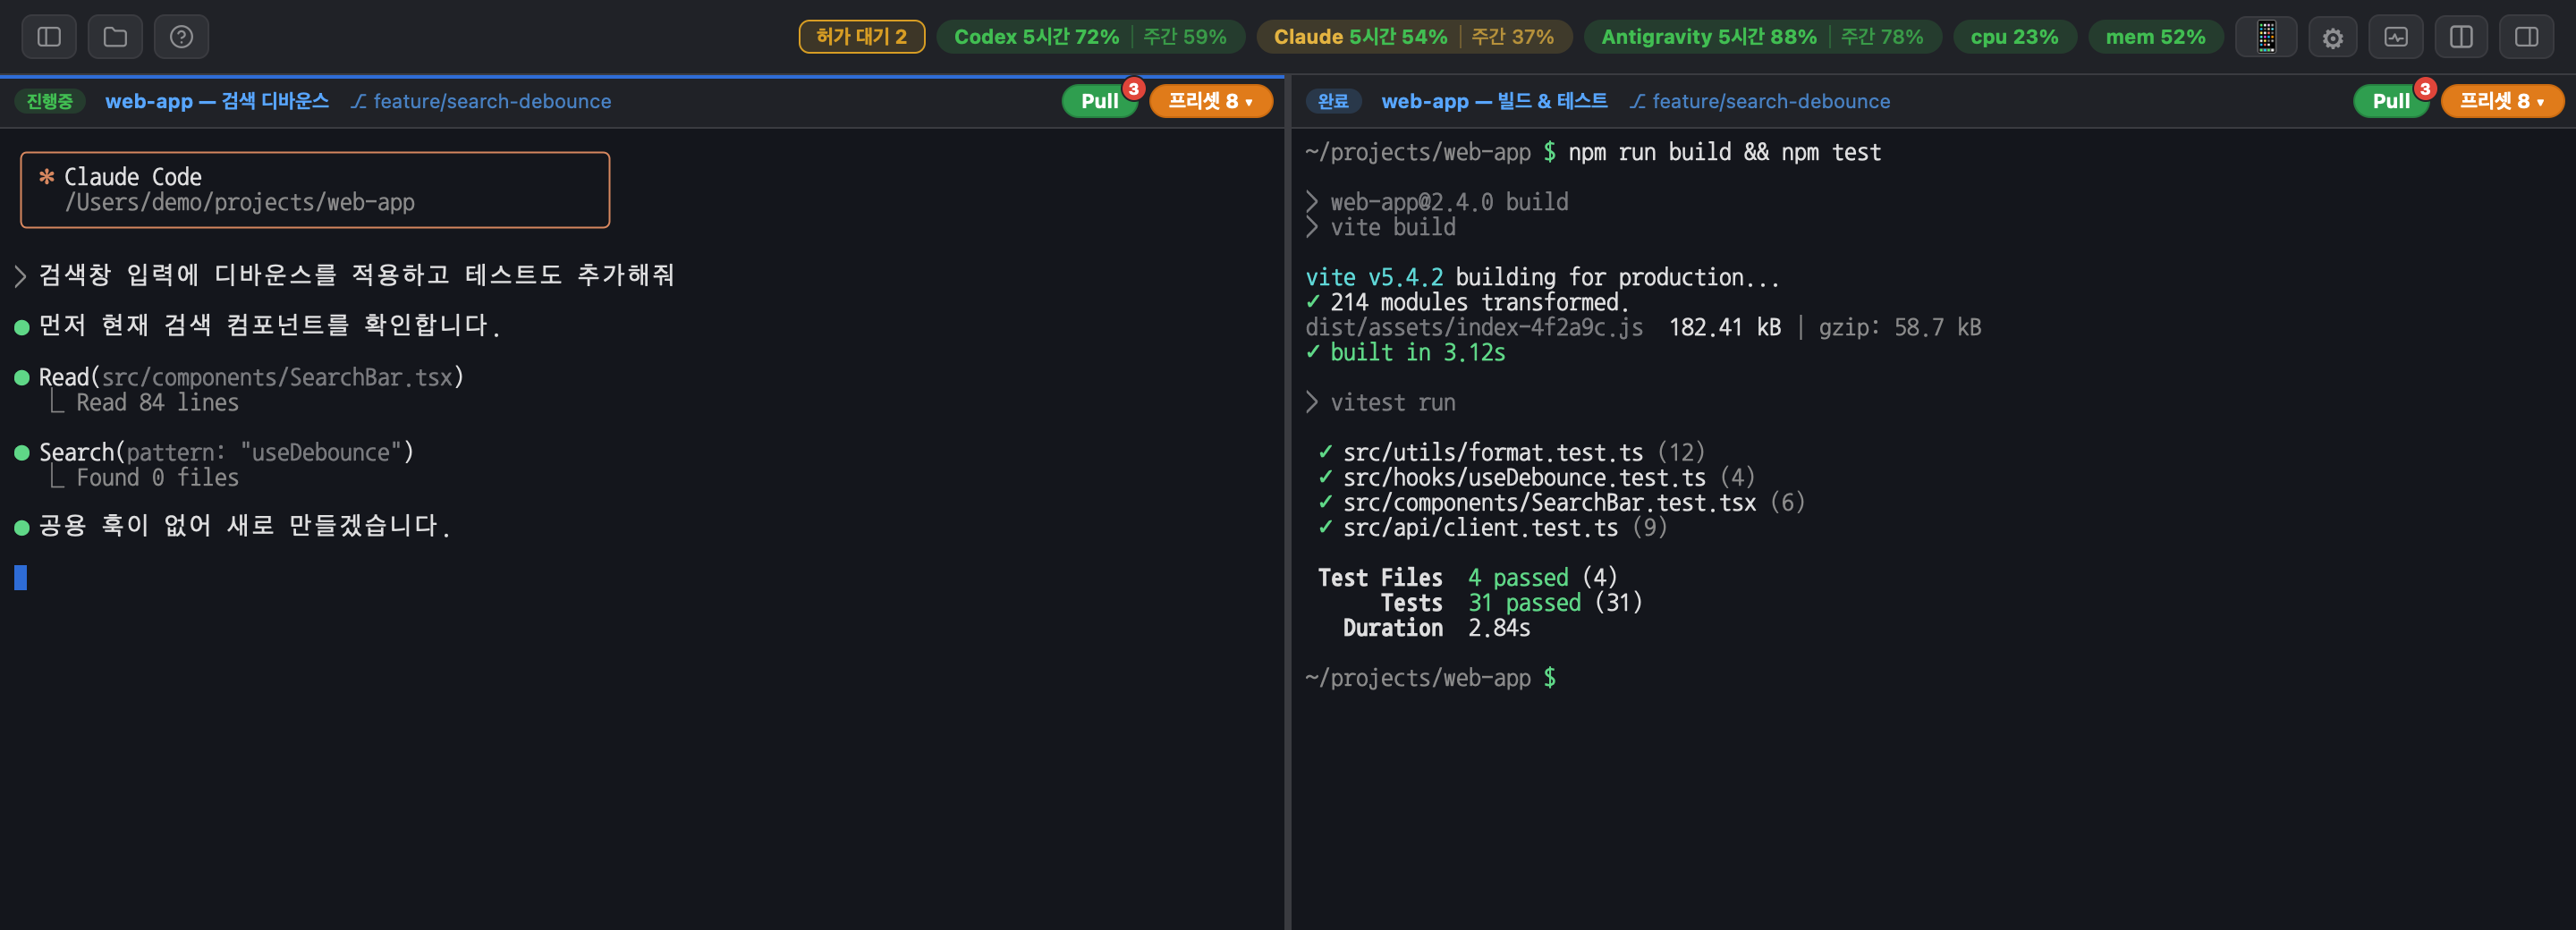 허가 대기 2 Codex 5시간 72% | 주간 59% Claude 5시간 54% | 주간 37% Antigravity 5시간 88% | 주간 78% cpu 23% mem 52%
진행중 web-app — 검색 디바운스 feature/search-debounce Pull 3 프리셋 8 ▾
✻ Claude Code
/Users/demo/projects/web-app
> 검색창 입력에 디바운스를 적용하고 테스트도 추가해줘
● 먼저 현재 검색 컴포넌트를 확인합니다.
● Read(src/components/SearchBar.tsx)
⎿ Read 84 lines
● Search(pattern: "useDebounce")
⎿ Found 0 files
● 공용 훅이 없어 새로 만들겠습니다.
완료 web-app — 빌드 & 테스트 feature/search-debounce Pull 3 프리셋 8 ▾
~/projects/web-app $ npm run build && npm test
> web-app@2.4.0 build
> vite build
vite v5.4.2 building for production...
✓ 214 modules transformed.
dist/assets/index-4f2a9c.js 182.41 kB | gzip: 58.7 kB
✓ built in 3.12s
> vitest run
✓ src/utils/format.test.ts (12)
✓ src/hooks/useDebounce.test.ts (4)
✓ src/components/SearchBar.test.tsx (6)
✓ src/api/client.test.ts (9)
Test Files 4 passed (4)
Tests 31 passed (31)
Duration 2.84s
~/projects/web-app $